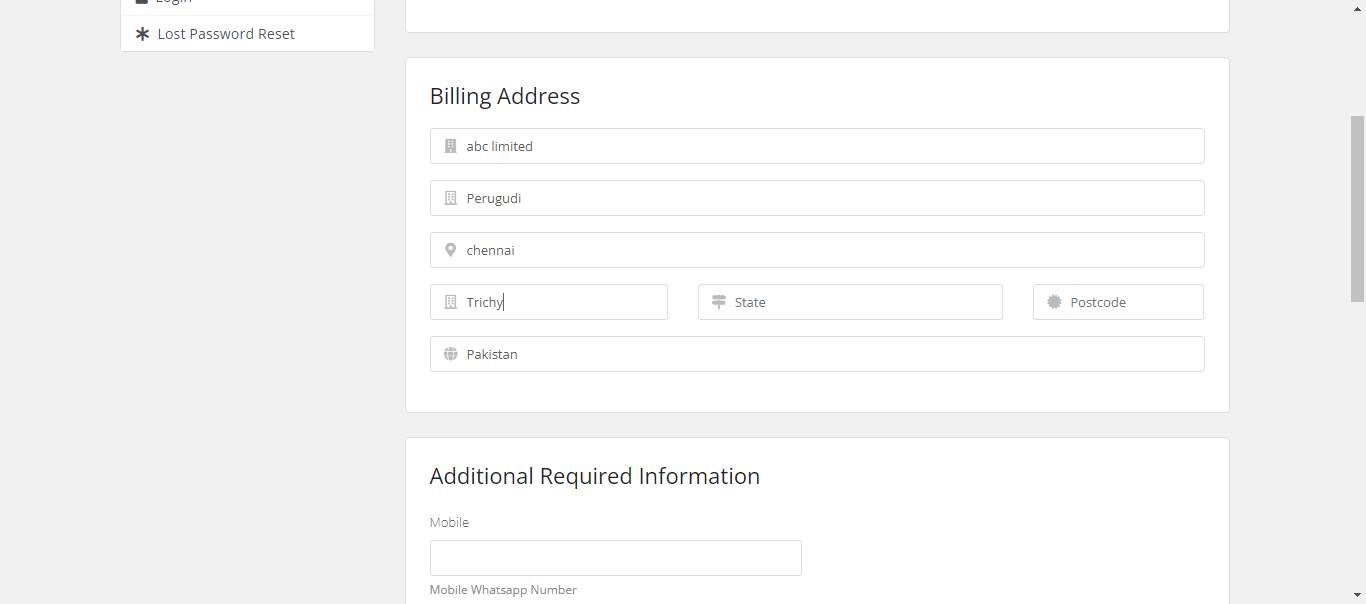 Login
Lost Password Reset
Billing Address
abc limited
Perugudi
chennai
Trichy
State
Postcode
Pakistan
Additional Required Information
Mobile
Mobile Whatsapp Number